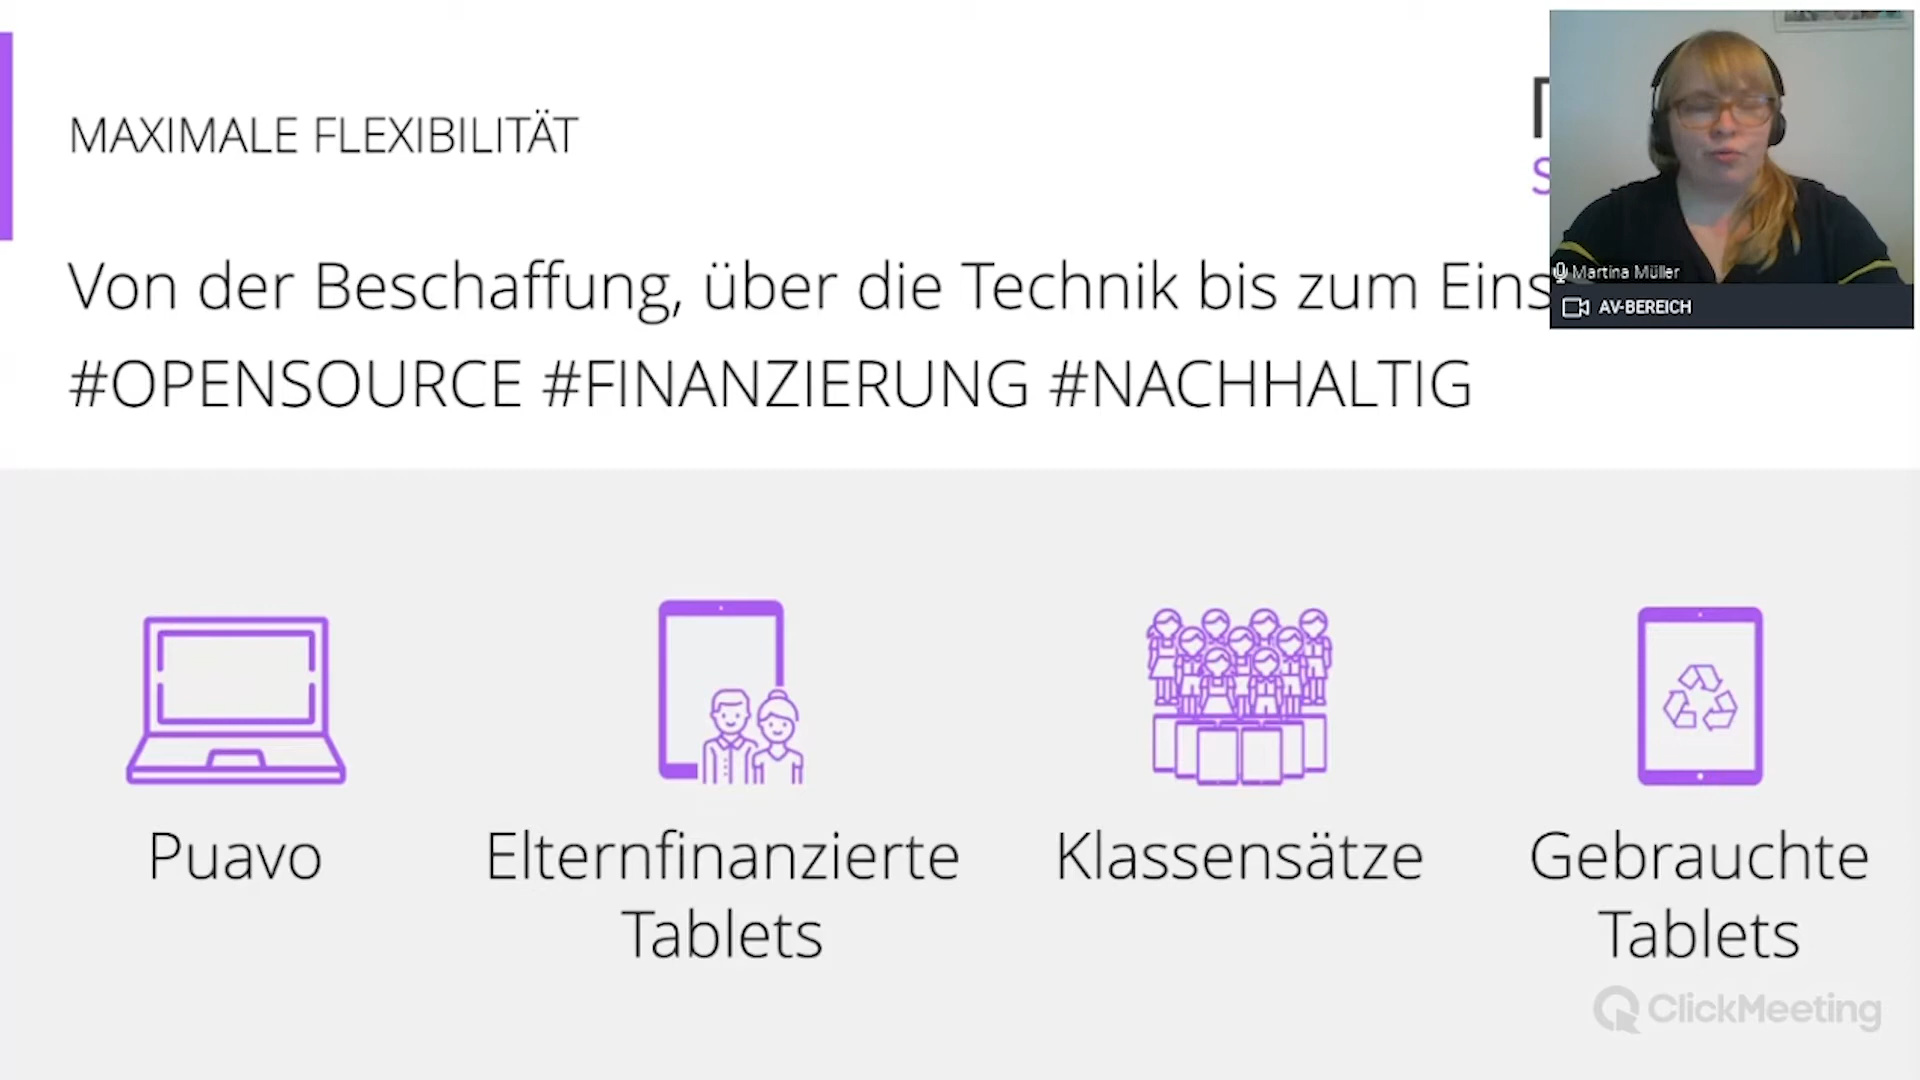 MAXIMALE FLEXIBILITÄT
Von der Beschaffung, über die Technik bis zum
#OPENSOURCE #FINANZIERUNG #NACHHALTIG
Martina Müller
AV-BEREICH
Puavo
Elternfinanzierte
Tablets
Klassensätze
Gebrauchte
Tablets
ClickMeeting